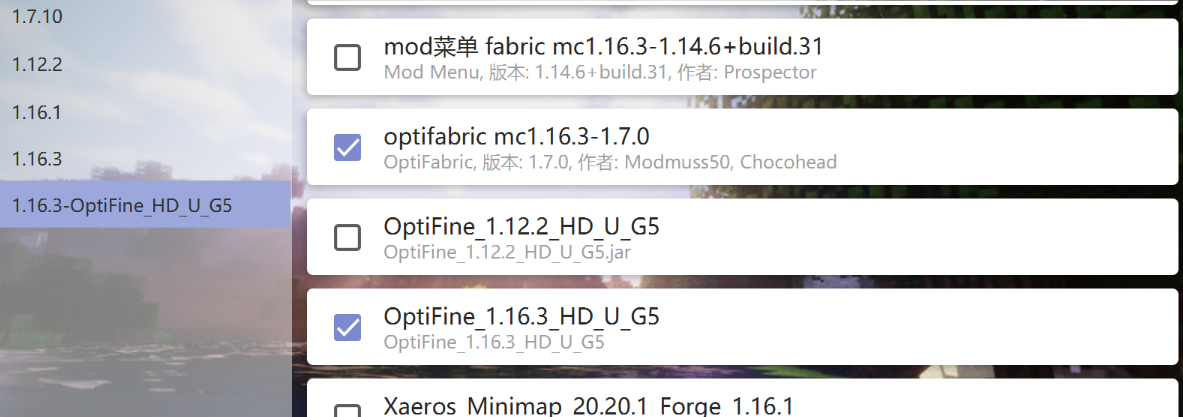 1.7.10
1.12.2
1.16.1
1.16.3
1.16.3-OptiFine_HD_U_G5
mod菜单 fabric mc1.16.3-1.14.6+build.31
Mod Menu, 版本: 1.14.6+build.31, 作者: Prospector
optifabric mc1.16.3-1.7.0
OptiFabric, 版本: 1.7.0, 作者: Modmuss50, Chocohead
OptiFine_1.12.2_HD_U_G5
OptiFine_1.12.2_HD_U_G5.jar
OptiFine_1.16.3_HD_U_G5
OptiFine_1.16.3_HD_U_G5
Xaeros_Minimap_20.20.1_Forge_1.16.1